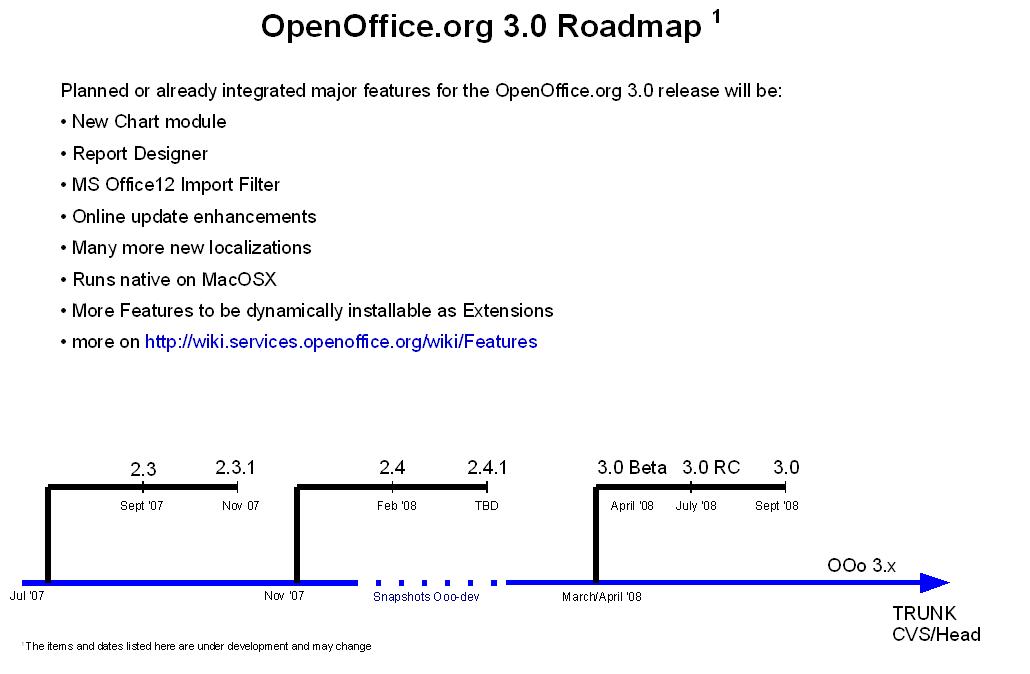 OpenOffice.org 3.0 Roadmap 1
Planned or already integrated major features for the OpenOffice.org 3.0 release will be:
• New Chart module
• Report Designer
• MS Office12 Import Filter
• Online update enhancements
• Many more new localizations
• Runs native on MacOSX
• More Features to be dynamically installable as Extensions
• more on http://wiki.services.openoffice.org/wiki/Features
2.3 2.3.1 2.4 2.4.1 3.0 Beta 3.0 RC 3.0
Sept '07 Nov 07 Feb '08 TBD April '08 July '08 Sept '08
OOo 3.x
Jul '07 Nov '07 Snapshots Ooo-dev March/April '08
TRUNK
CVS/Head
1 The items and dates listed here are under development and may change